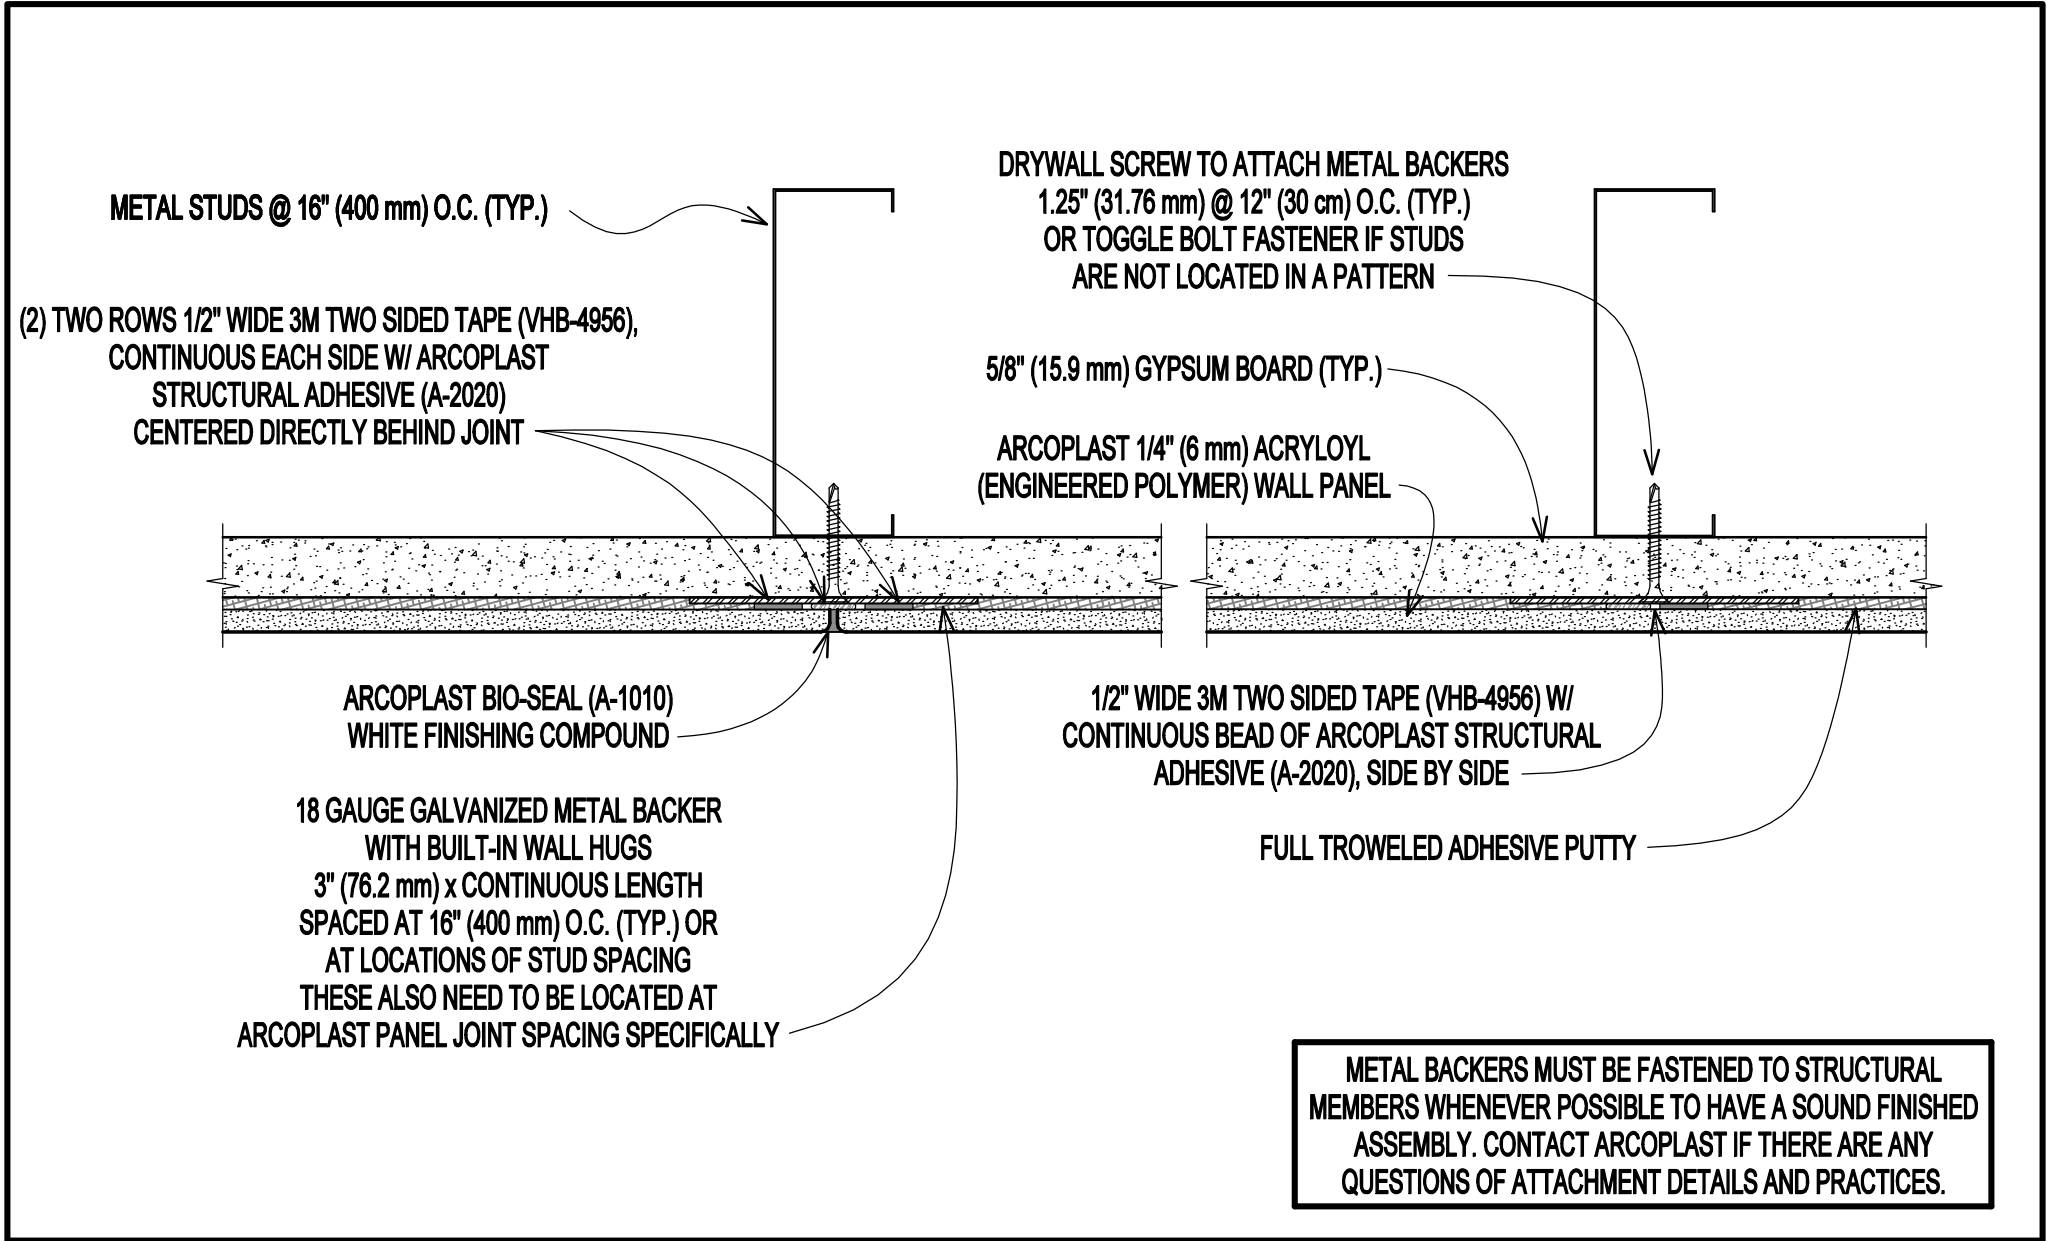 METAL STUDS @ 16" (400 mm) O.C. (TYP.)
(2) TWO ROWS 1/2" WIDE 3M TWO SIDED TAPE (VHB-4956),
CONTINUOUS EACH SIDE W/ ARCOPLAST
STRUCTURAL ADHESIVE (A-2020)
CENTERED DIRECTLY BEHIND JOINT
DRYWALL SCREW TO ATTACH METAL BACKERS
1.25" (31.76 mm) @ 12" (30 cm) O.C. (TYP.)
OR TOGGLE BOLT FASTENER IF STUDS
ARE NOT LOCATED IN A PATTERN
5/8" (15.9 mm) GYPSUM BOARD (TYP.)
ARCOPLAST 1/4" (6 mm) ACRYLOYL
(ENGINEERED POLYMER) WALL PANEL
ARCOPLAST BIO-SEAL (A-1010)
WHITE FINISHING COMPOUND
18 GAUGE GALVANIZED METAL BACKER
WITH BUILT-IN WALL HUGS
3" (76.2 mm) x CONTINUOUS LENGTH
SPACED AT 16" (400 mm) O.C. (TYP.) OR
AT LOCATIONS OF STUD SPACING
THESE ALSO NEED TO BE LOCATED AT
ARCOPLAST PANEL JOINT SPACING SPECIFICALLY
1/2" WIDE 3M TWO SIDED TAPE (VHB-4956) W/
CONTINUOUS BEAD OF ARCOPLAST STRUCTURAL
ADHESIVE (A-2020), SIDE BY SIDE
FULL TROWELED ADHESIVE PUTTY
METAL BACKERS MUST BE FASTENED TO STRUCTURAL
MEMBERS WHENEVER POSSIBLE TO HAVE A SOUND FINISHED
ASSEMBLY. CONTACT ARCOPLAST IF THERE ARE ANY
QUESTIONS OF ATTACHMENT DETAILS AND PRACTICES.